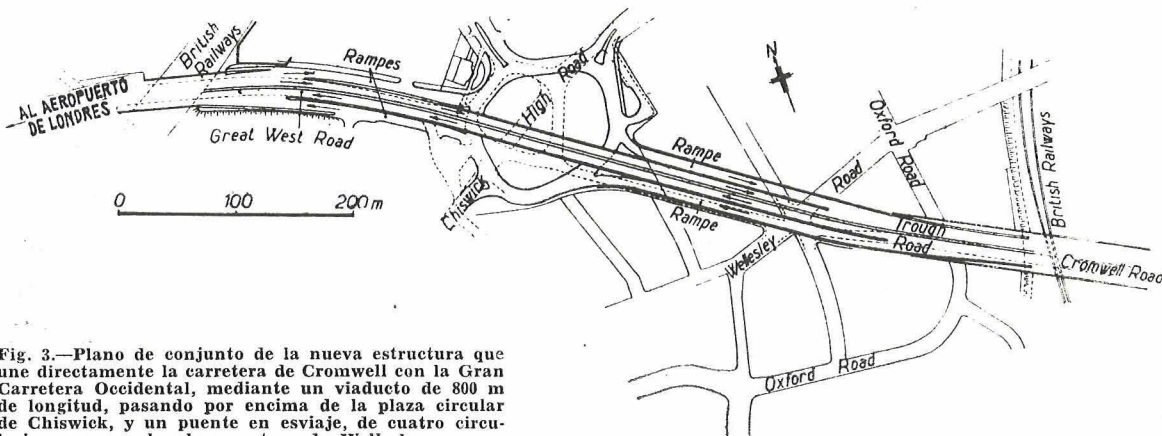 British
Railways
Rampes
AL AEROPUERTO
DE LONDRES
Great West Road
High
Road
Chiswick
N
0 100 200 m
Rampe
Rampe
Road
Wellesley
Oxford
Road
Trough
Road
British Railways
Cromwell Road
Oxford Road
Fig. 3.—Plano de conjunto de la nueva estructura que
une directamente la carretera de Cromwell con la Gran
Carretera Occidental, mediante un viaducto de 800 m
de longitud, pasando por encima de la plaza circular
de Chiswick, y un puente en esviaje, de cuatro circu-